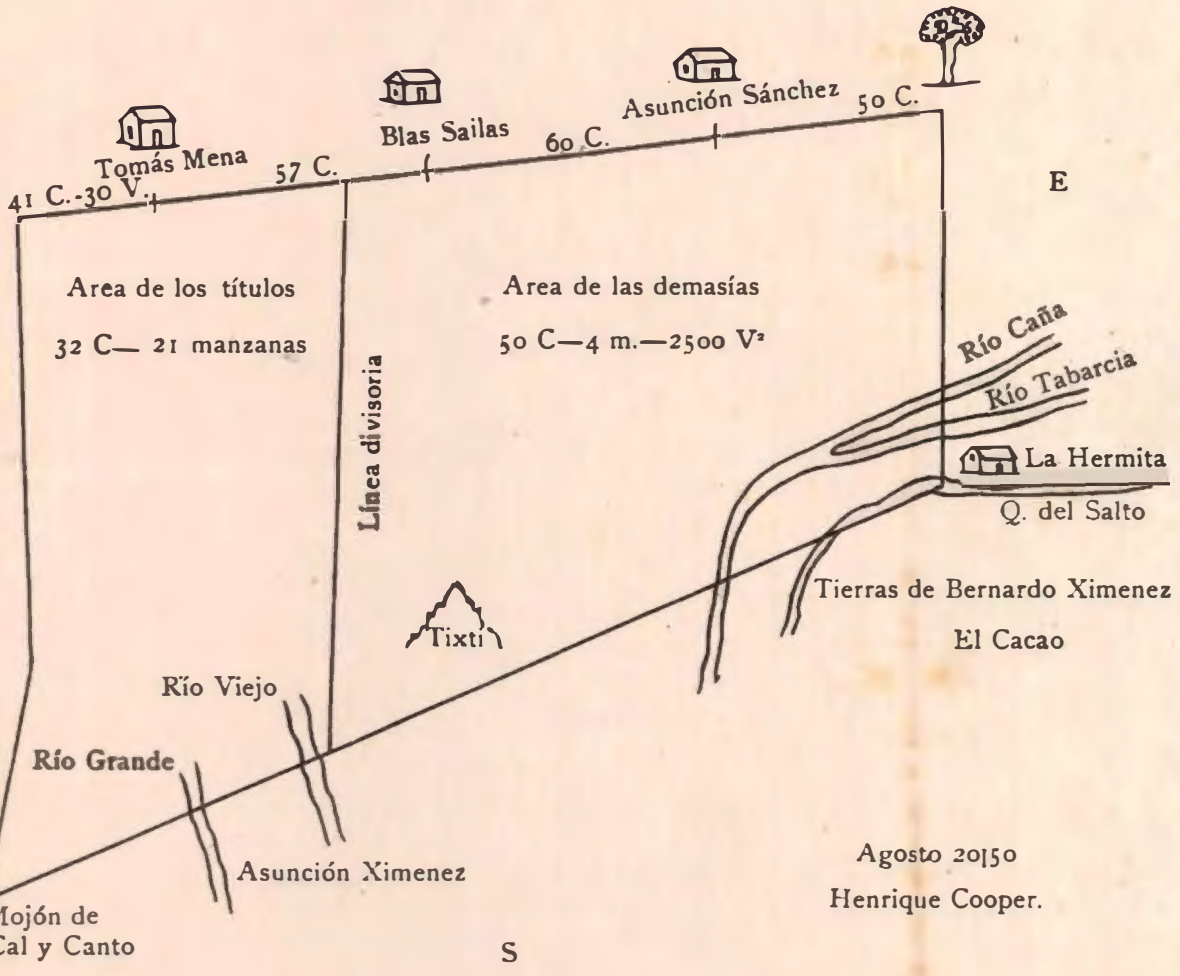 Asunción Sánchez
50 C.
Blas Sailas
60 C.
Tomás Mena
57 C.
41 C.-30 V.
E
Area de los títulos
32 C— 21 manzanas
Area de las demasías
50 C—4 m.—2500 V²
Línea divisoria
Río Caña
Río Tabarcia
La Hermita
Q. del Salto
Tierras de Bernardo Ximenez
El Cacao
Tixtí
Río Viejo
Río Grande
Asunción Ximenez
Agosto 20|50
Henrique Cooper.
Mojón de
Cal y Canto
S